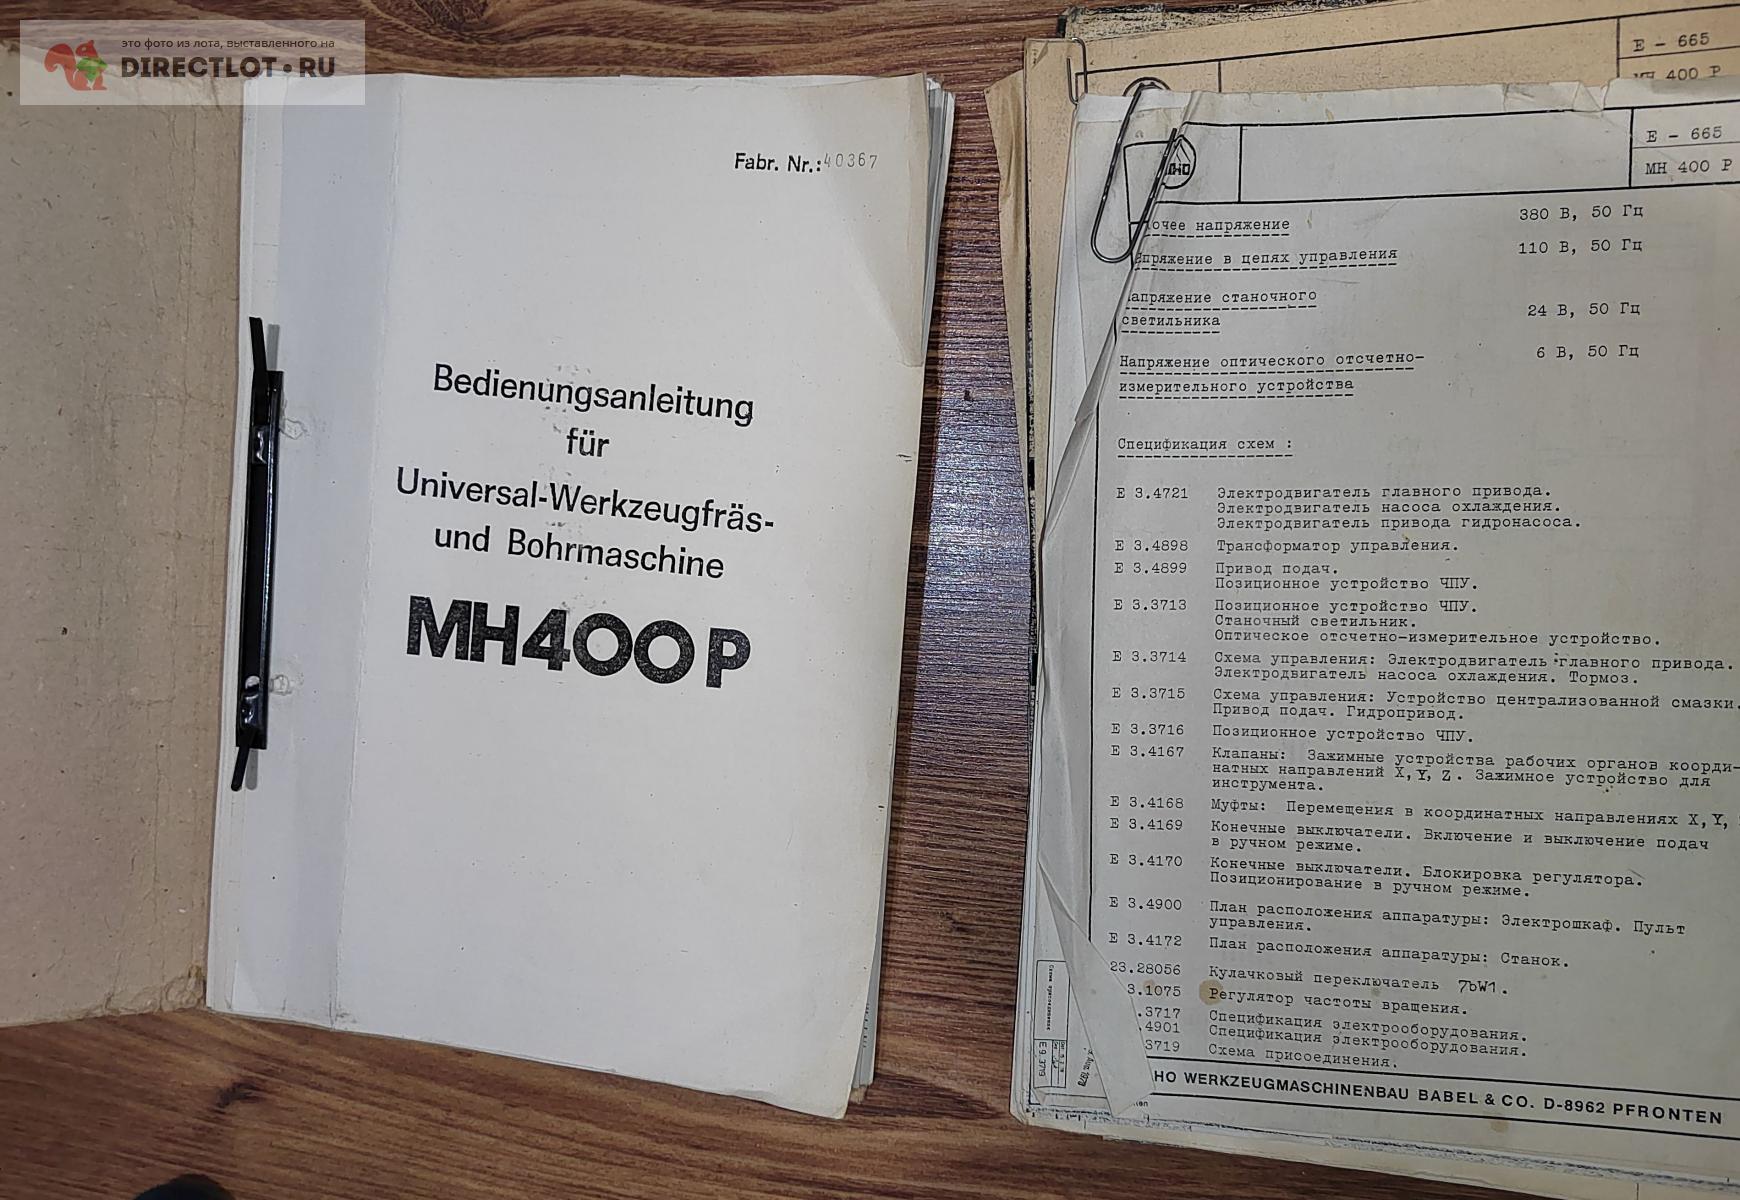 это фото из лота, выставленного на
DIRECTLOT.RU
Fabr. Nr.: 40367
Bedienungsanleitung
für
Universal-Werkzeugfräs-
und Bohrmaschine
MH400P
E - 665
MH 400 P
E - 665
MH 400 P
напряжение 380 В, 50 Гц
в цепях управления 110 В, 50 Гц
станочного
светильника 24 В, 50 Гц
Напряжение оптического отсчетно- 6 В, 50 Гц
измерительного устройства
Спецификация схем :
E 3.4721 Электродвигатель главного привода.
Электродвигатель насоса охлаждения.
Электродвигатель привода гидронасоса.
E 3.4898 Трансформатор управления.
E 3.4899 Привод подач.
Позиционное устройство ЧПУ.
E 3.3713 Позиционное устройство ЧПУ.
Станочный светильник.
Оптическое отсчетно-измерительное устройство.
E 3.3714 Схема управления: Электродвигатель главного привода.
Электродвигатель насоса охлаждения. Тормоз.
E 3.3715 Схема управления: Устройство централизованной смазки.
Привод подач. Гидропривод.
E 3.3716 Позиционное устройство ЧПУ.
E 3.4167 Клапаны: Зажимные устройства рабочих органов коорди-
натных направлений X, Y, Z. Зажимное устройство для
инструмента.
E 3.4168 Муфты: Перемещения в координатных направлениях X, Y,
E 3.4169 Конечные выключатели. Включение и выключение подач
в ручном режиме.
E 3.4170 Конечные выключатели. Блокировка регулятора.
Позиционирование в ручном режиме.
E 3.4900 План расположения аппаратуры: Электрошкаф. Пульт
управления.
E 3.4172 План расположения аппаратуры: Станок.
23.28056 Кулачковый переключатель 7bW1.
3.1075 Регулятор частоты вращения.
.3717 Спецификация электрооборудования.
.4901 Спецификация электрооборудования.
3719 Схема присоединения.
HO WERKZEUGMASCHINENBAU BABEL & CO. D-8962 PFRONTEN